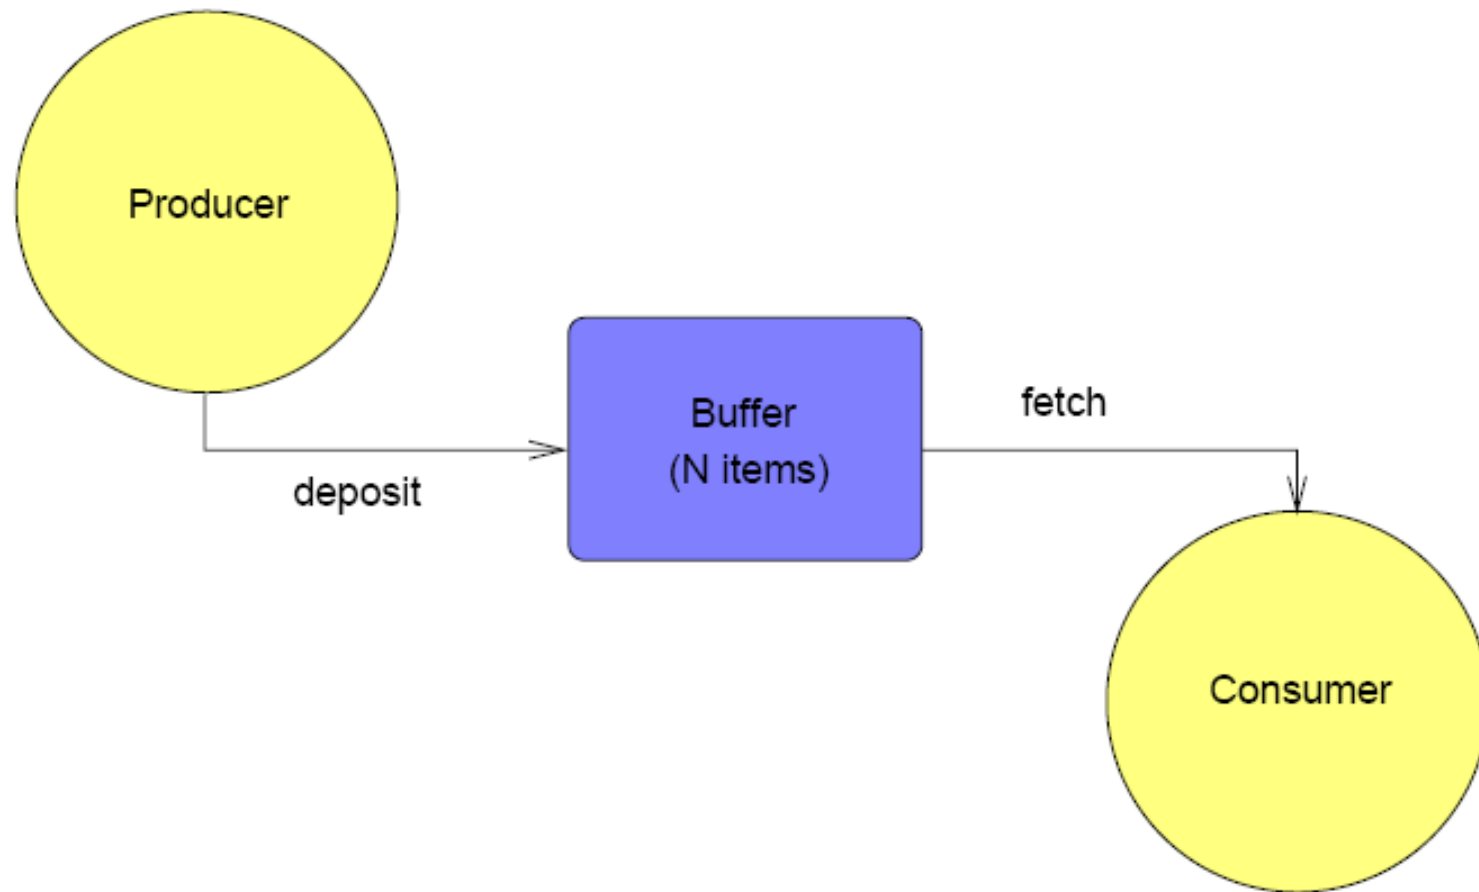 Producer
Buffer
(N items)
fetch
deposit
Consumer